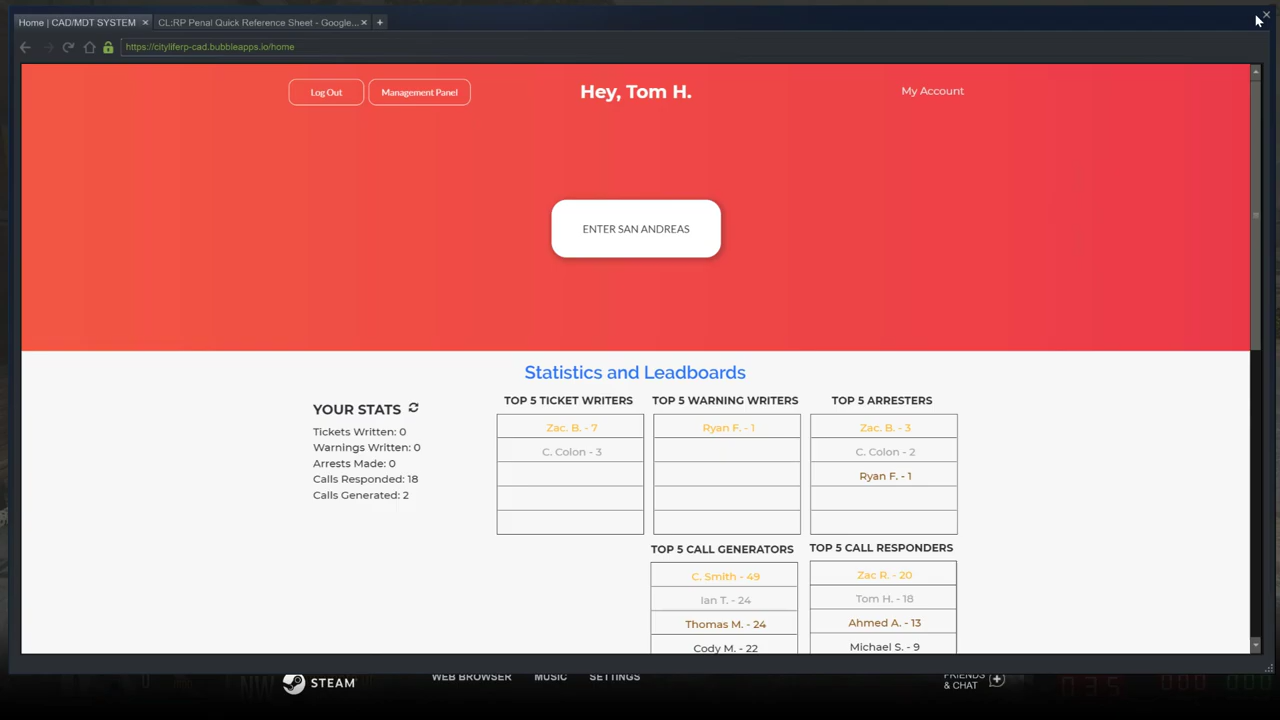 Home | CAD/MDT SYSTEM
CL:RP Penal Quick Reference Sheet - Google...
https://cityliferp-cad.bubbleapps.io/home
Log Out
Management Panel
Hey, Tom H.
My Account
ENTER SAN ANDREAS
Statistics and Leadboards
YOUR STATS
Tickets Written: 0
Warnings Written: 0
Arrests Made: 0
Calls Responded: 18
Calls Generated: 2
TOP 5 TICKET WRITERS
Zac. B. - 7
C. Colon - 3
TOP 5 WARNING WRITERS
Ryan F. - 1
TOP 5 ARRESTERS
Zac. B. - 3
C. Colon - 2
Ryan F. - 1
TOP 5 CALL GENERATORS
C. Smith - 49
Ian T. - 24
Thomas M. - 24
Cody M. - 22
TOP 5 CALL RESPONDERS
Zac R. - 20
Tom H. - 18
Ahmed A. - 13
Michael S. - 9
STEAM
WEB BROWSER
MUSIC
SETTINGS
FRIENDS
& CHAT